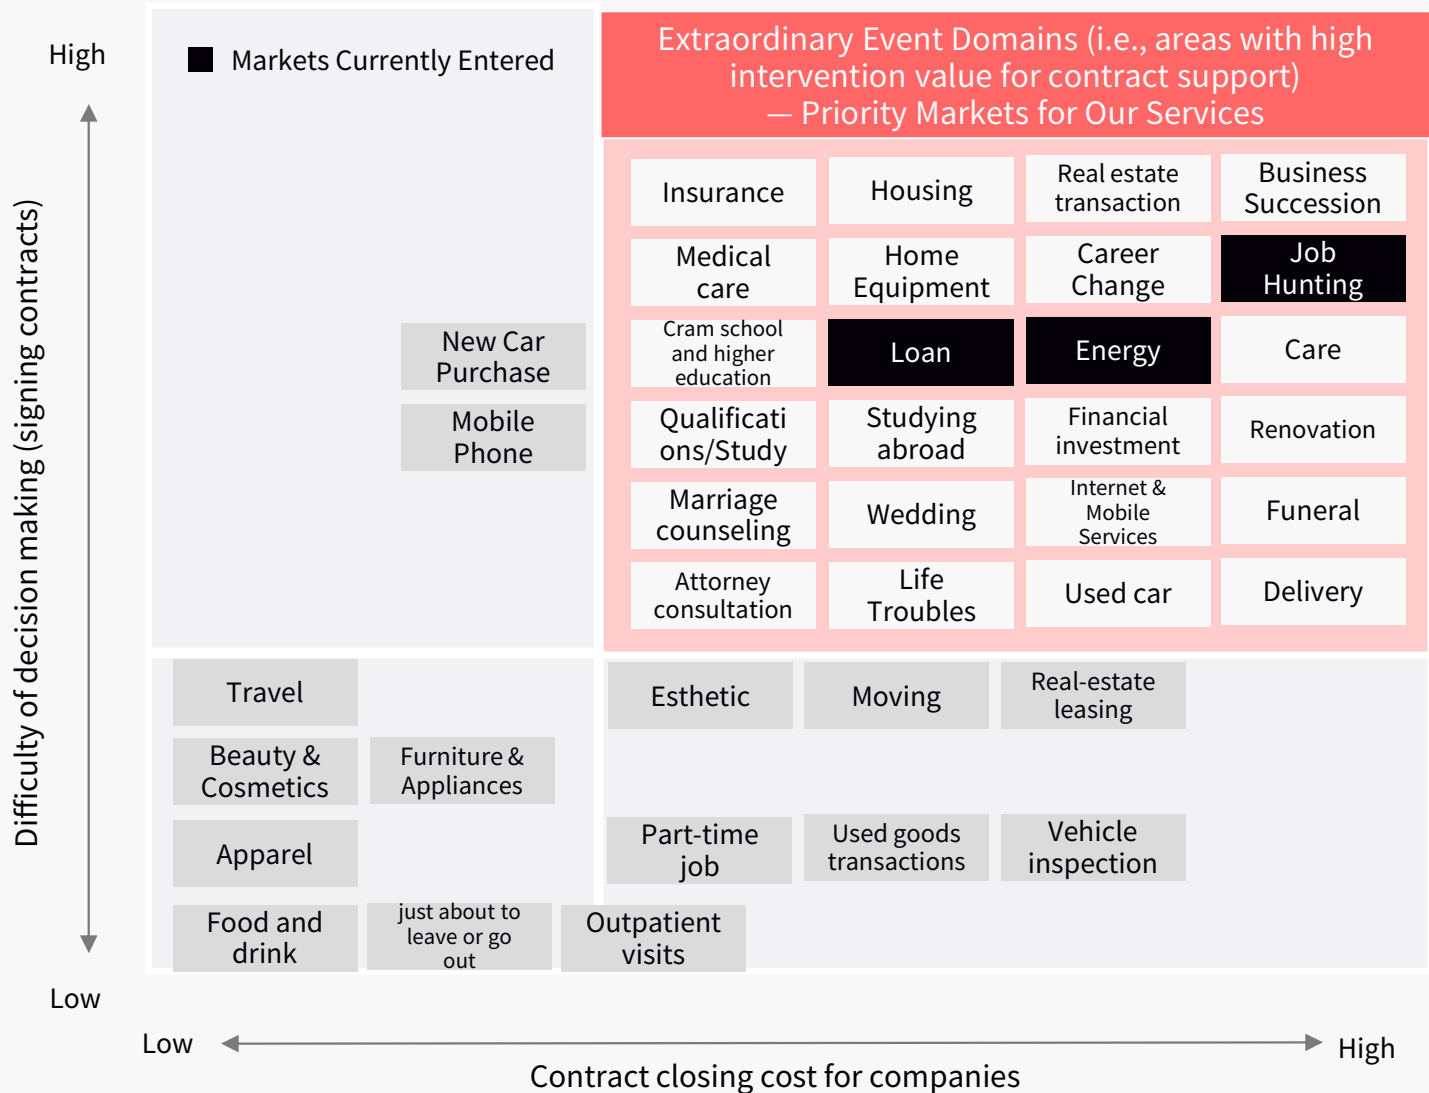 High
Markets Currently Entered
Extraordinary Event Domains (i.e., areas with high
intervention value for contract support)
— Priority Markets for Our Services
Difficulty of decision making (signing contracts)
Insurance
Housing
Real estate
transaction
Business
Succession
Medical
care
Home
Equipment
Career
Change
Job
Hunting
New Car
Purchase
Cram school
and higher
education
Loan
Energy
Care
Mobile
Phone
Qualificati
ons/Study
Studying
abroad
Financial
investment
Renovation
Marriage
counseling
Wedding
Internet &
Mobile
Services
Funeral
Attorney
consultation
Life
Troubles
Used car
Delivery
Travel
Esthetic
Moving
Real-estate
leasing
Beauty &
Cosmetics
Furniture &
Appliances
Apparel
Part-time
job
Used goods
transactions
Vehicle
inspection
Food and
drink
just about to
leave or go
out
Outpatient
visits
Low
Low
High
Contract closing cost for companies